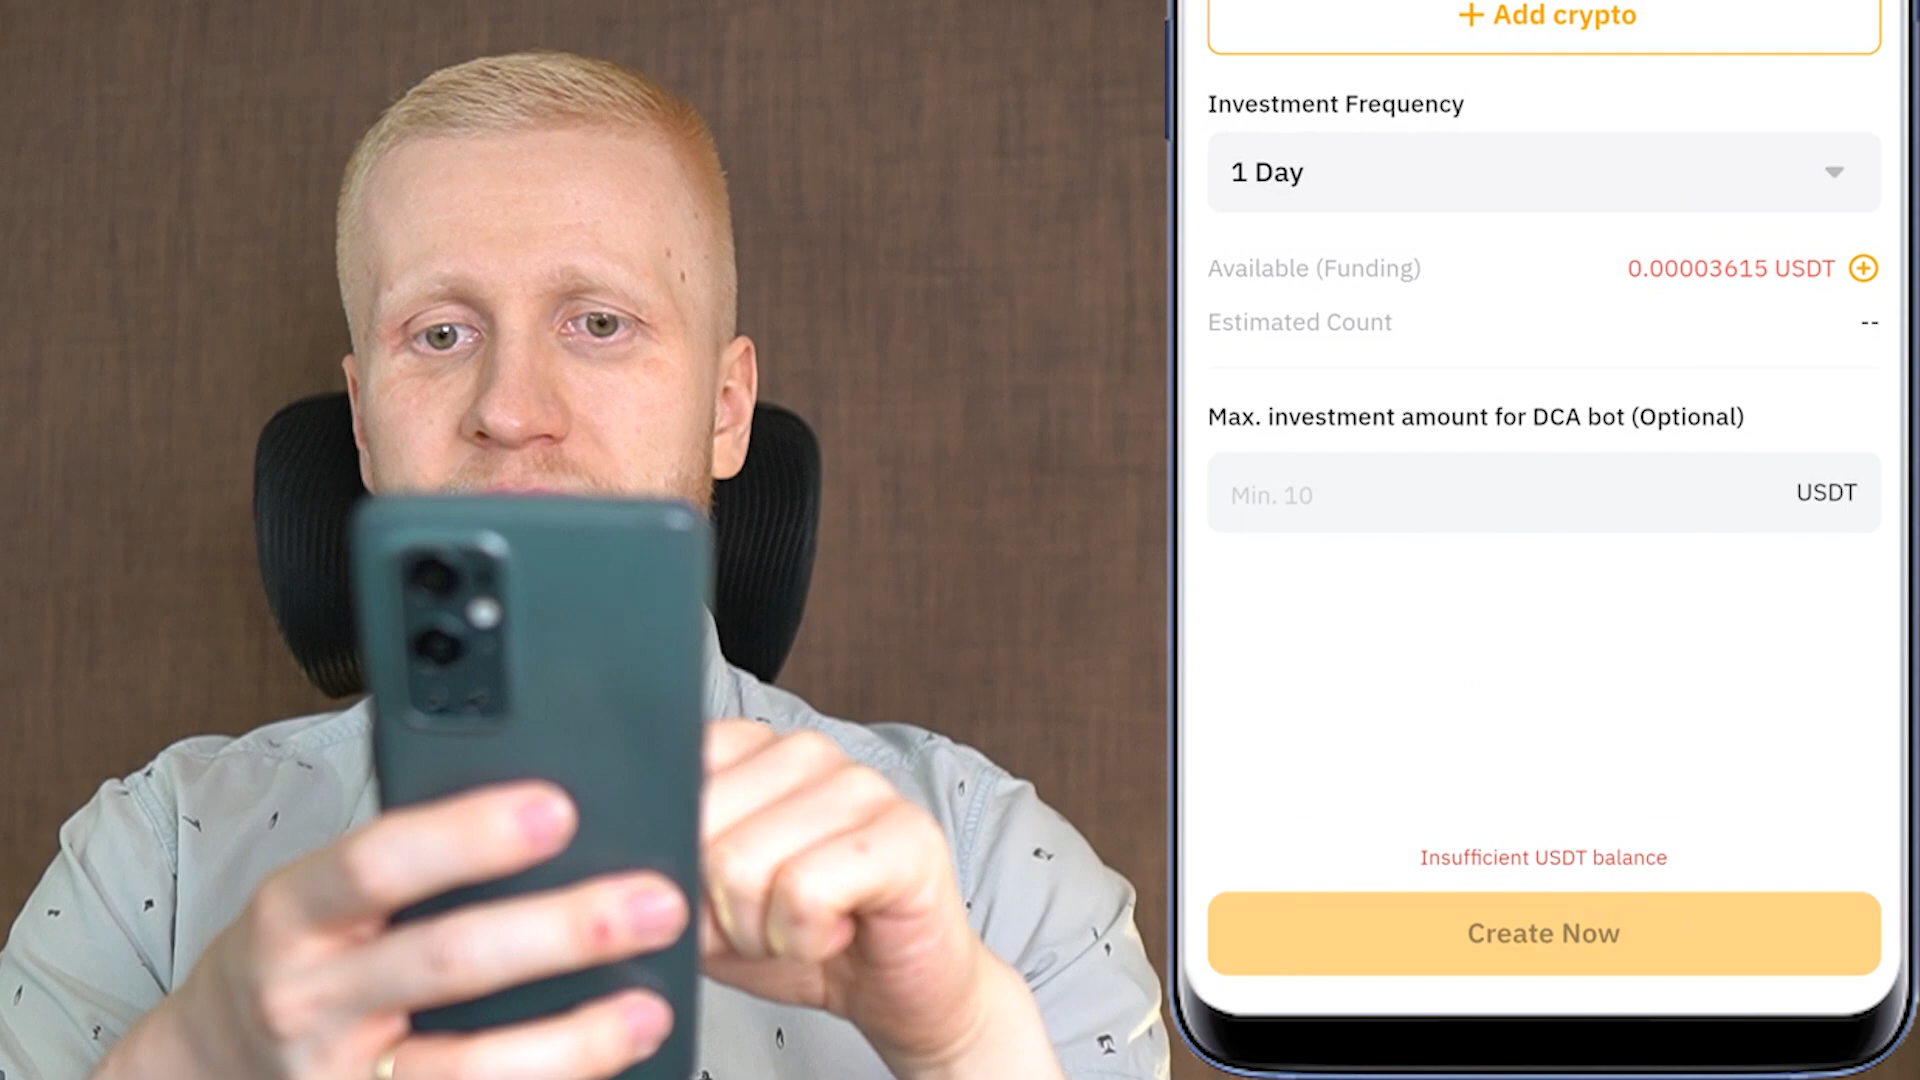 + Add crypto
Investment Frequency
1 Day
Available (Funding) 0.00003615 USDT
Estimated Count --
Max. investment amount for DCA bot (Optional)
Min. 10 USDT
Insufficient USDT balance
Create Now